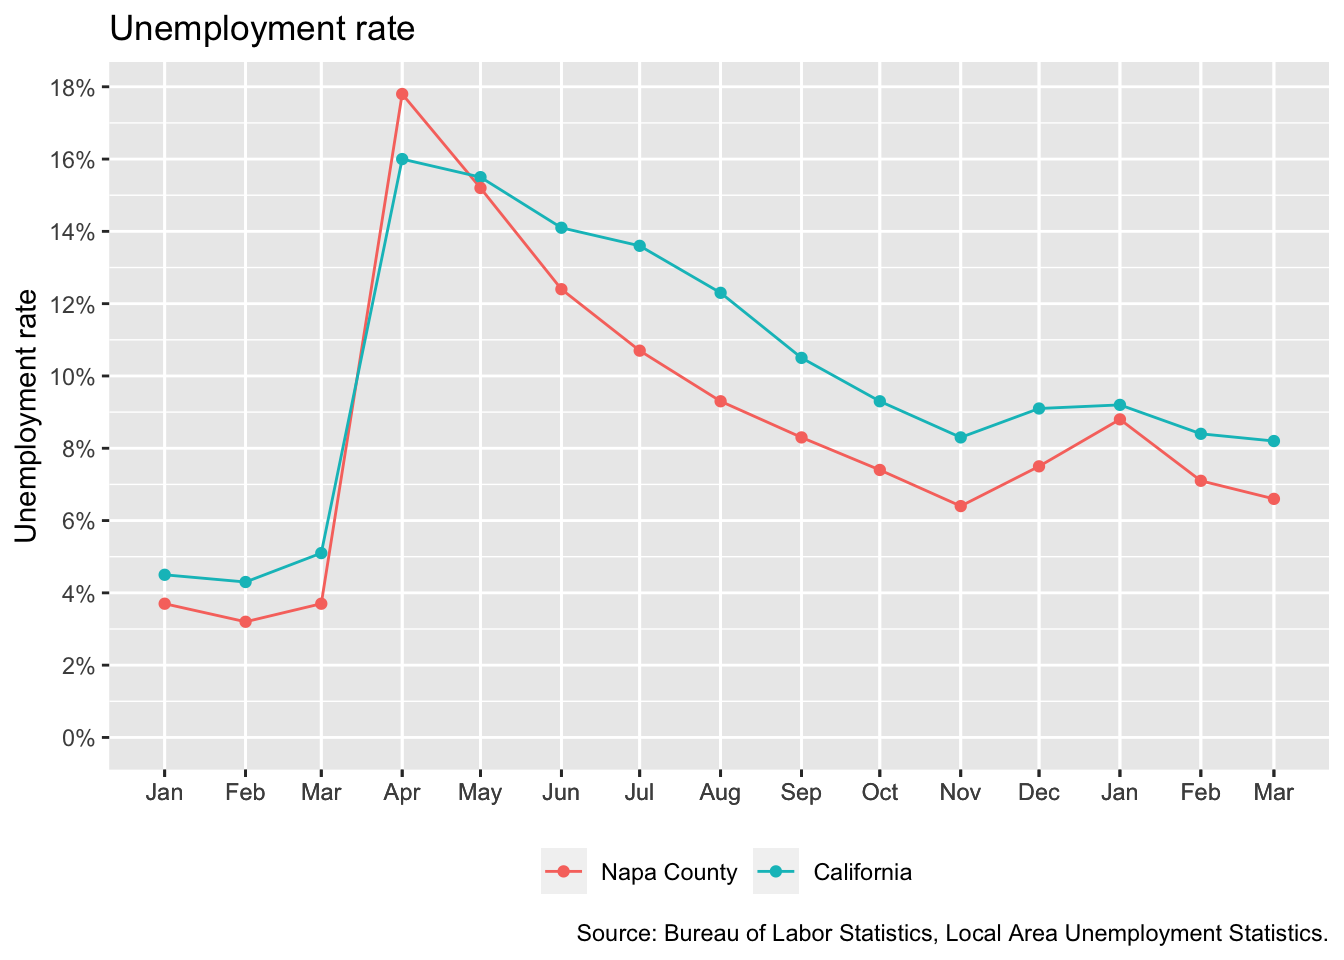 Unemployment rate
Unemployment rate
18%
16%
14%
12%
10%
8%
6%
4%
2%
0%
Jan Feb Mar Apr May Jun Jul Aug Sep Oct Nov Dec Jan Feb Mar
Napa County California
Source: Bureau of Labor Statistics, Local Area Unemployment Statistics.